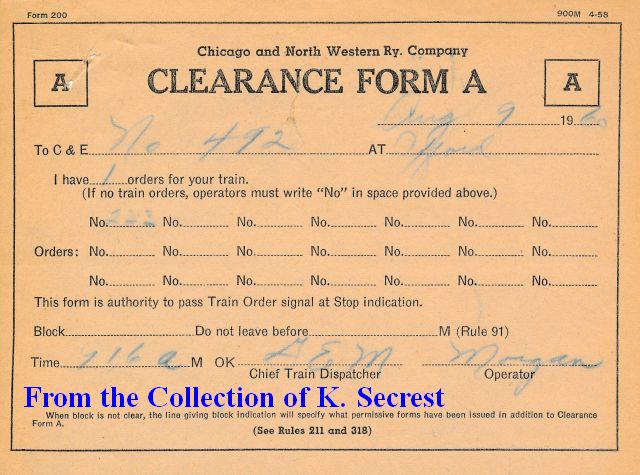 Form 200 900M 4-58
Chicago and North Western Ry. Company
A CLEARANCE FORM A A
Aug 9 1960
To C & E No 492 AT
I have 1 orders for your train.
(If no train orders, operators must write "No" in space provided above.)
No. 223 No. No. No. No. No. No.
Orders: No. No. No. No. No. No. No.
No. No. No. No. No. No. No.
This form is authority to pass Train Order signal at Stop indication.
Block Do not leave before M (Rule 91)
Time 716 a M OK G E M Morgan
Chief Train Dispatcher Operator
From the Collection of K. Secrest
When block is not clear, the line giving block indication will specify what permissive forms have been issued in addition to Clearance
Form A.
(See Rules 211 and 318)